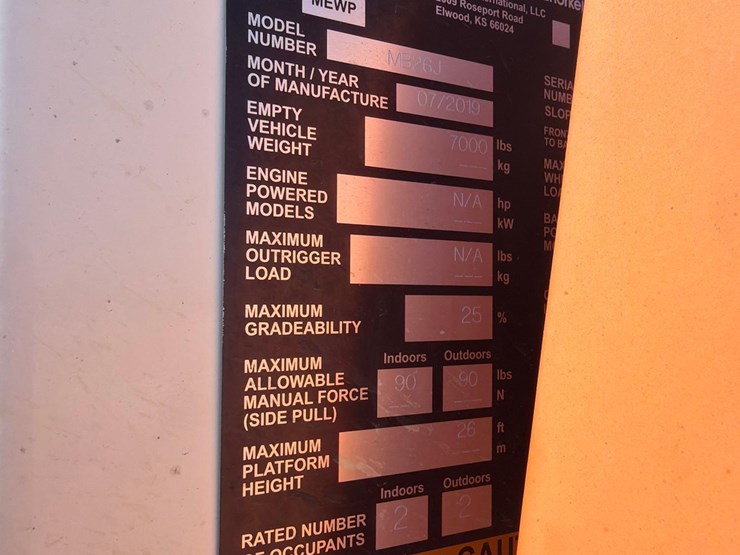 MEWP
International, LLC
Roseport Road
Elwood, KS 66024
MODEL
NUMBER
MB26J
MONTH / YEAR
OF MANUFACTURE
07/2019
EMPTY
VEHICLE
WEIGHT
7000 lbs
kg
ENGINE
POWERED
MODELS
N/A hp
kW
MAXIMUM
OUTRIGGER
LOAD
N/A lbs
kg
MAXIMUM
GRADEABILITY
25 %
Indoors Outdoors
MAXIMUM
ALLOWABLE
MANUAL FORCE
(SIDE PULL)
90 90 lbs
N
MAXIMUM
PLATFORM
HEIGHT
26 ft
m
Indoors Outdoors
RATED NUMBER
OF OCCUPANTS
2 2